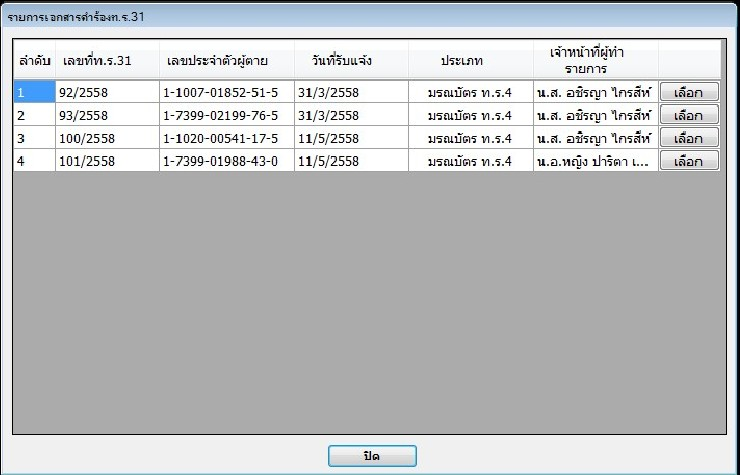 รายการเอกสารคำร้องท.ร.31
ลำดับ เลขที่ท.ร.31 เลขประจำตัวผู้ตาย วันที่รับแจ้ง ประเภท เจ้าหน้าที่ผู้ทำ
รายการ
1 92/2558 1-1007-01852-51-5 31/3/2558 มรณบัตร ท.ร.4 น.ส. อชิรญา ไกรสีห์ เลือก
2 93/2558 1-7399-02199-76-5 31/3/2558 มรณบัตร ท.ร.4 น.ส. อชิรญา ไกรสีห์ เลือก
3 100/2558 1-1020-00541-17-5 11/5/2558 มรณบัตร ท.ร.4 น.ส. อชิรญา ไกรสีห์ เลือก
4 101/2558 1-7399-01988-43-0 11/5/2558 มรณบัตร ท.ร.4 น.อ.หญิง ปาริตา เ... เลือก
ปิด